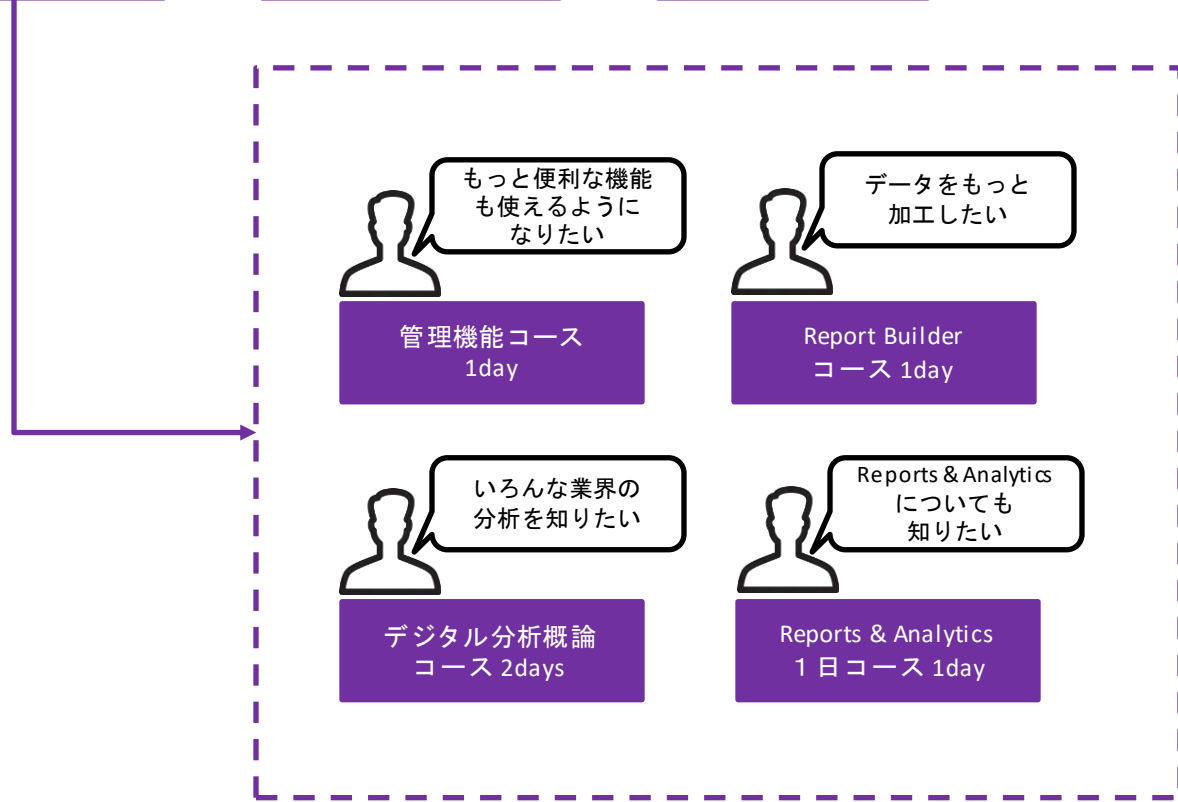 もっと便利な機能
も使えるように
なりたい
データをもっと
加工したい
管理機能コース
1day
Report Builder
コース 1day
いろんな業界の
分析を知りたい
Reports & Analytics
についても
知りたい
デジタル分析概論
コース 2days
Reports & Analytics
１日コース 1day